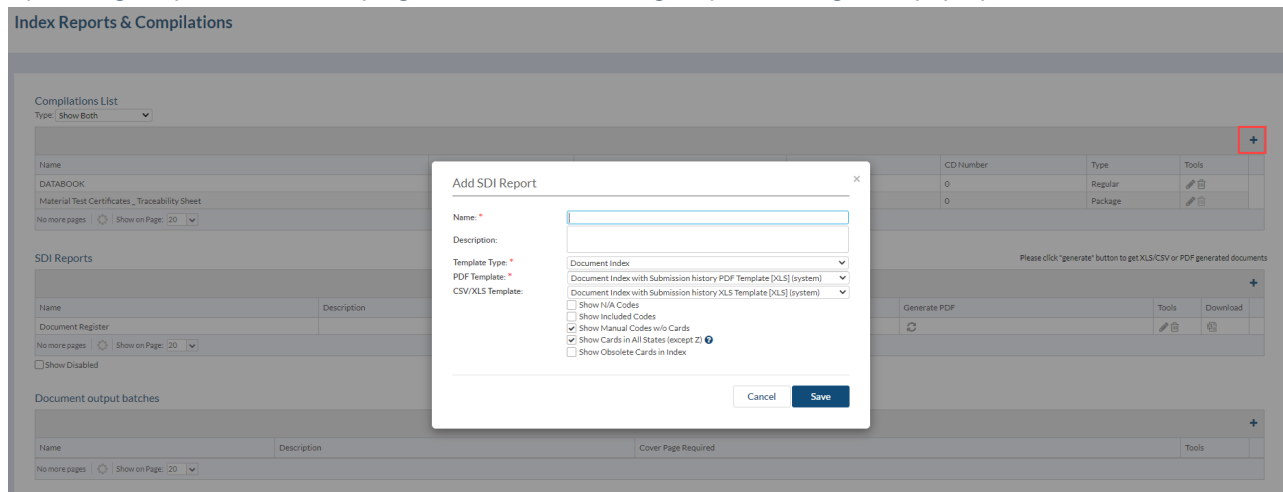 Index Reports & Compilations
Compilations List
Type: Show Both
+
Name CD Number Type Tools
DATABOOK 0 Regular
Material Test Certificates _ Traceability Sheet 0 Package
No more pages Show on Page: 20
SDI Reports
Please click "generate" button to get XLS/CSV or PDF generated documents
+
Name Description Generate PDF Tools Download
Document Register
No more pages Show on Page: 20
Show Disabled
Document output batches
+
Name Description Cover Page Required Tools
No more pages Show on Page: 20
Add SDI Report ×
Name: *
Description:
Template Type: * Document Index
PDF Template: * Document Index with Submission history PDF Template [XLS] (system)
CSV/XLS Template: Document Index with Submission history XLS Template [XLS] (system)
Show N/A Codes
Show Included Codes
Show Manual Codes w/o Cards
Show Cards in All States (except Z) ?
Show Obsolete Cards in Index
Cancel Save